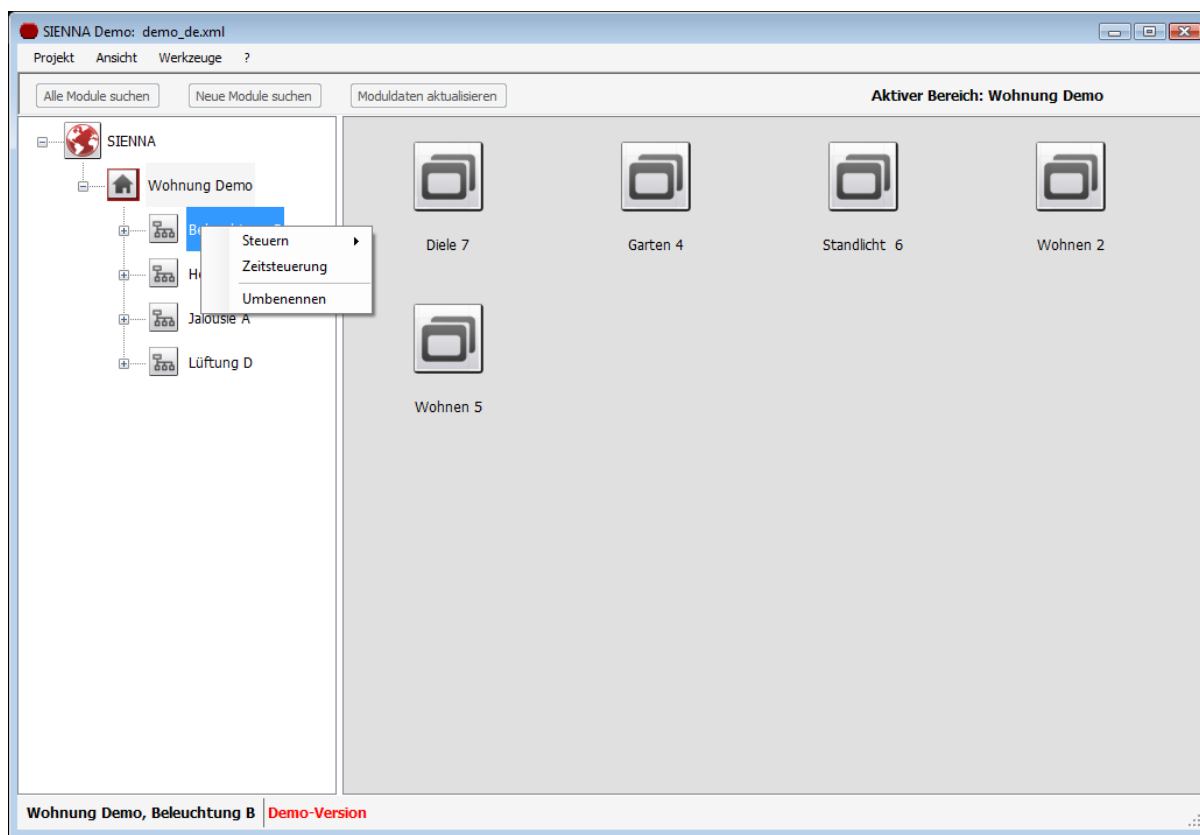 SIENNA Demo: demo_de.xml
Projekt Ansicht Werkzeuge ?
Alle Module suchen Neue Module suchen Moduldaten aktualisieren Aktiver Bereich: Wohnung Demo
SIENNA
Wohnung Demo
Steuern
Zeitsteuerung
Umbenennen
Jalousie A
Lüftung D
Diele 7 Garten 4 Standlicht 6 Wohnen 2
Wohnen 5
Wohnung Demo, Beleuchtung B Demo-Version